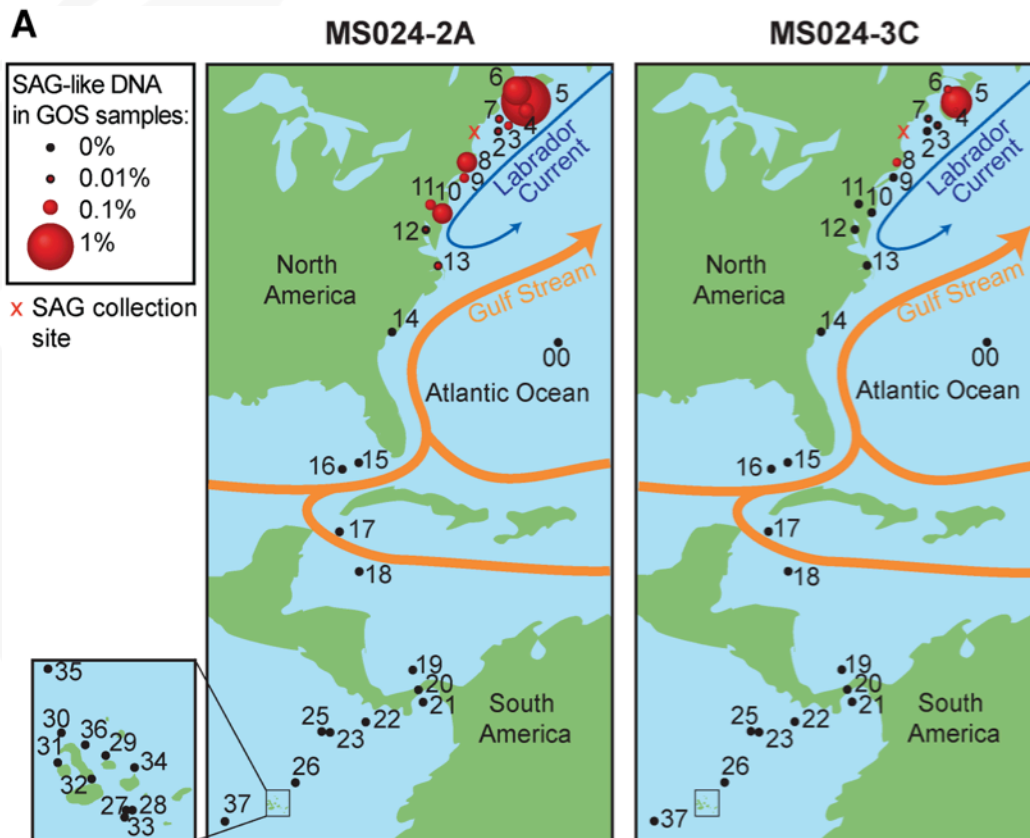 A
MS024-2A
MS024-3C
SAG-like DNA
in GOS samples:
0%
0.01%
0.1%
1%
x SAG collection
site
6
5
7
4
x
2 3
8
9
Labrador
Current
11
10
12
13
North
America
Gulf Stream
14
00
Atlantic Ocean
16
15
17
18
19
20
21
22
25
23
South
America
26
37
35
30
36
31
29
34
32
27
28
33
6
5
7
4
x
2 3
8
9
Labrador
Current
11
10
12
13
North
America
Gulf Stream
14
00
Atlantic Ocean
16
15
17
18
19
20
21
22
25
23
South
America
26
37